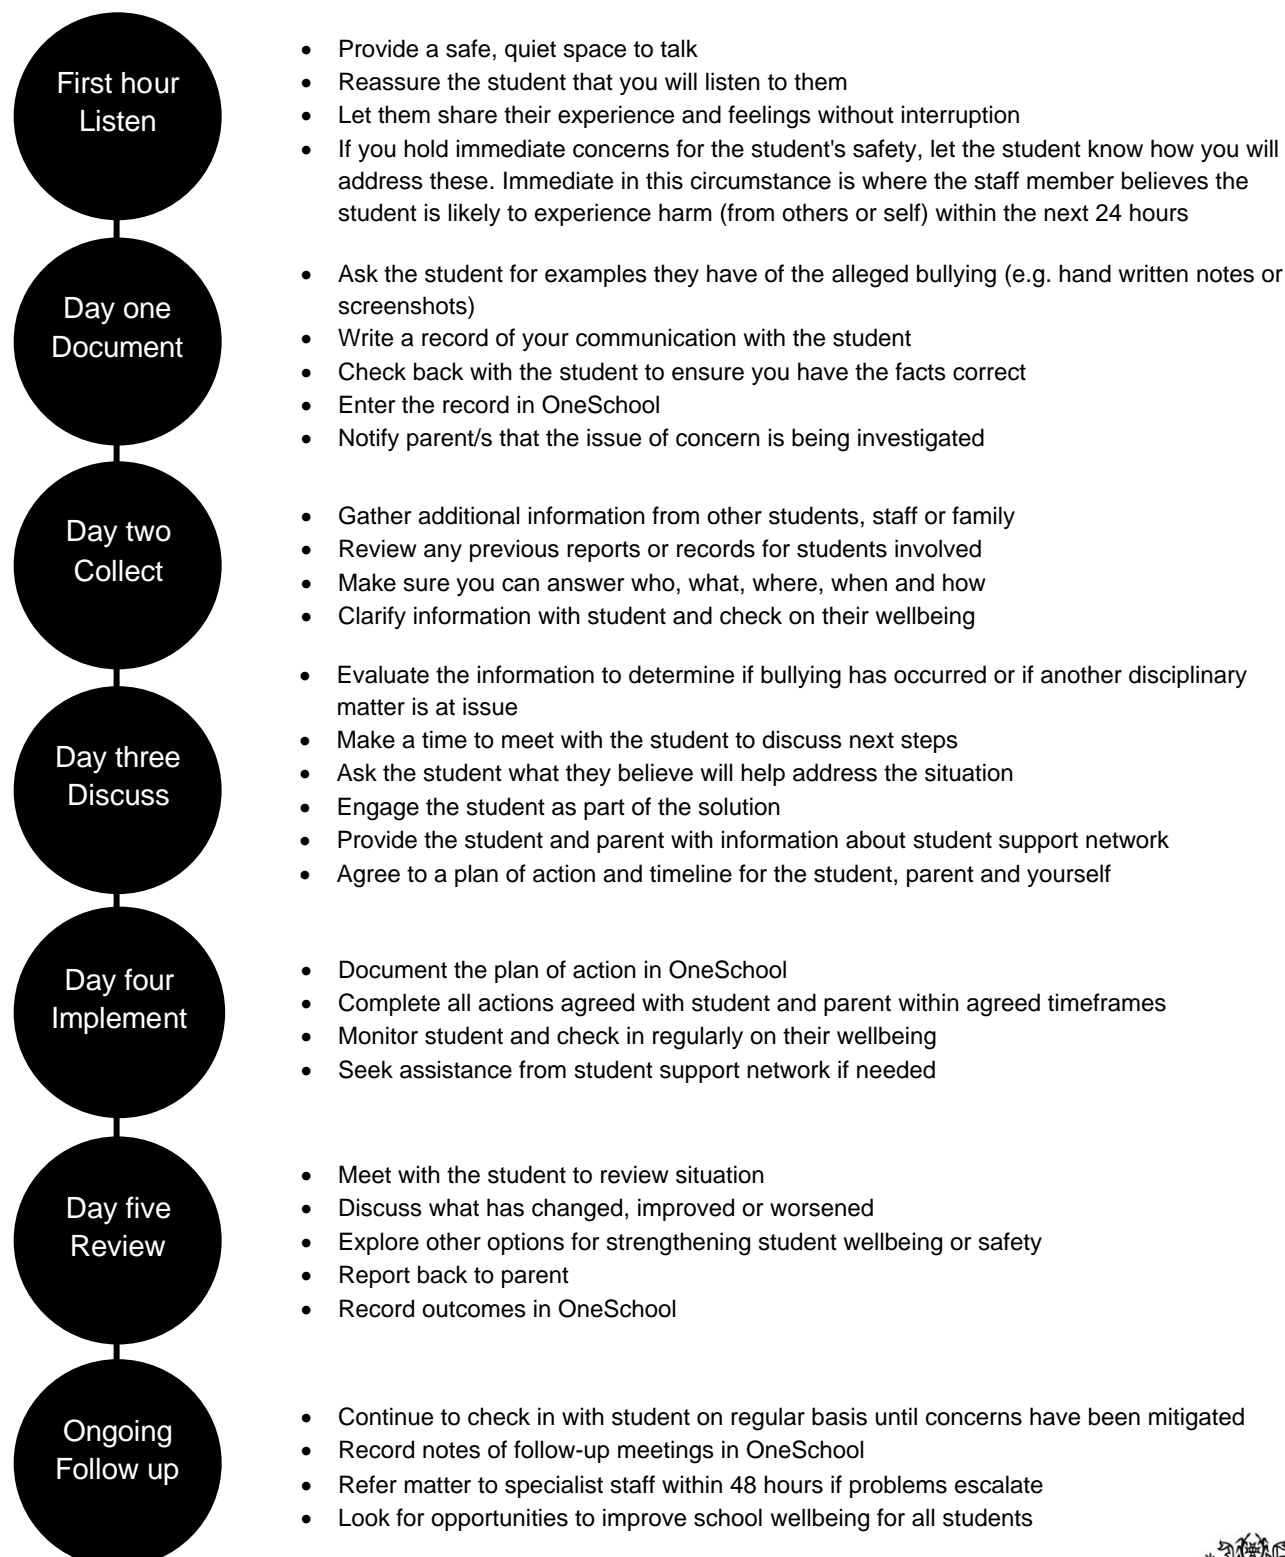 First hour
Listen
• Provide a safe, quiet space to talk
• Reassure the student that you will listen to them
• Let them share their experience and feelings without interruption
• If you hold immediate concerns for the student's safety, let the student know how you will
address these. Immediate in this circumstance is where the staff member believes the
student is likely to experience harm (from others or self) within the next 24 hours
Day one
Document
• Ask the student for examples they have of the alleged bullying (e.g. hand written notes or
screenshots)
• Write a record of your communication with the student
• Check back with the student to ensure you have the facts correct
• Enter the record in OneSchool
• Notify parent/s that the issue of concern is being investigated
Day two
Collect
• Gather additional information from other students, staff or family
• Review any previous reports or records for students involved
• Make sure you can answer who, what, where, when and how
• Clarify information with student and check on their wellbeing
Day three
Discuss
• Evaluate the information to determine if bullying has occurred or if another disciplinary
matter is at issue
• Make a time to meet with the student to discuss next steps
• Ask the student what they believe will help address the situation
• Engage the student as part of the solution
• Provide the student and parent with information about student support network
• Agree to a plan of action and timeline for the student, parent and yourself
Day four
Implement
• Document the plan of action in OneSchool
• Complete all actions agreed with student and parent within agreed timeframes
• Monitor student and check in regularly on their wellbeing
• Seek assistance from student support network if needed
Day five
Review
• Meet with the student to review situation
• Discuss what has changed, improved or worsened
• Explore other options for strengthening student wellbeing or safety
• Report back to parent
• Record outcomes in OneSchool
Ongoing
Follow up
• Continue to check in with student on regular basis until concerns have been mitigated
• Record notes of follow-up meetings in OneSchool
• Refer matter to specialist staff within 48 hours if problems escalate
• Look for opportunities to improve school wellbeing for all students